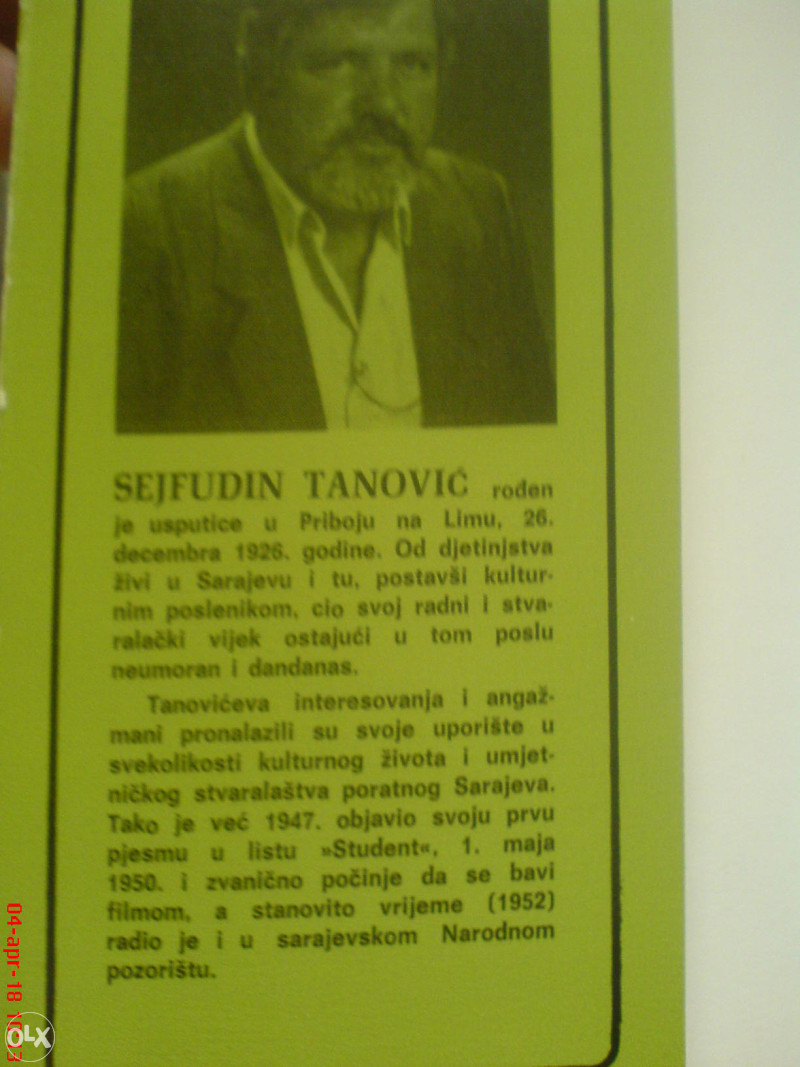 SEJFUDIN TANOVIĆ rođen
je usputice u Priboju na Limu, 26.
decembra 1926. godine. Od djetinjstva
živi u Sarajevu i tu, postavši kultur-
nim poslenikom, cio svoj radni i stva-
ralački vijek ostajući u tom poslu
neumoran i dandanas.
Tanovićeva interesovanja i angaž-
mani pronalazili su svoje uporište u
svekolikosti kulturnog života i umjet-
ničkog stvaralaštva poratnog Sarajeva.
Tako je već 1947. objavio svoju prvu
pjesmu u listu »Student«, 1. maja
1950. i zvanično počinje da se bavi
filmom, a stanovito vrijeme (1952)
radio je i u sarajevskom Narodnom
pozorištu.
04-apr-18
OLX